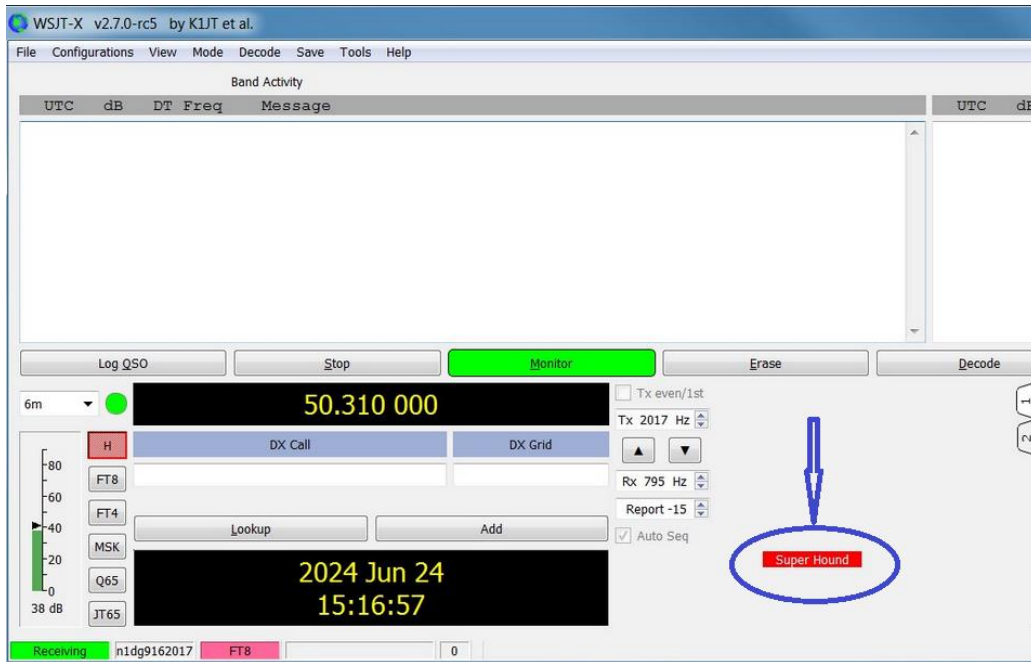 WSJT-X v2.7.0-rc5 by K1JT et al.
File Configurations View Mode Decode Save Tools Help
Band Activity
UTC dB DT Freq Message UTC
Log QSO Stop Monitor Erase Decode
6m 50.310 000 Tx even/1st
Tx 2017 Hz
H DX Call DX Grid
80
FT8 Rx 795 Hz
60
FT4 Report -15
40 Lookup Add Auto Seq
MSK
20 2024 Jun 24 Super Hound
Q65
0 15:16:57
38 dB JT65
1
2
Receiving n1dg9162017 FT8 0